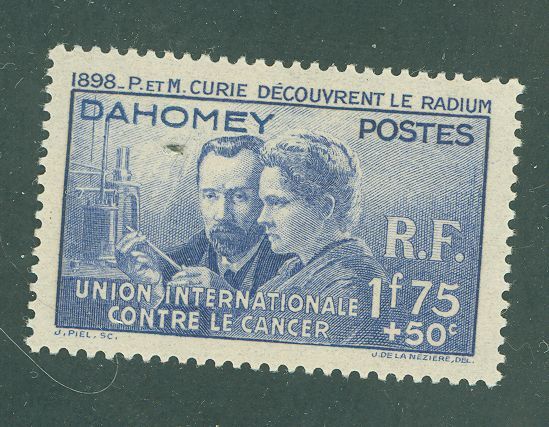 1898_P.ET M.CURIE DÉCOUVRENT LE RADIUM
DAHOMEY POSTES
R.F.
UNION INTERNATIONALE
CONTRE LE CANCER
1f75
+50c
J. PIEL, SC.
J. DE LA NÉZIÈRE, DEL.